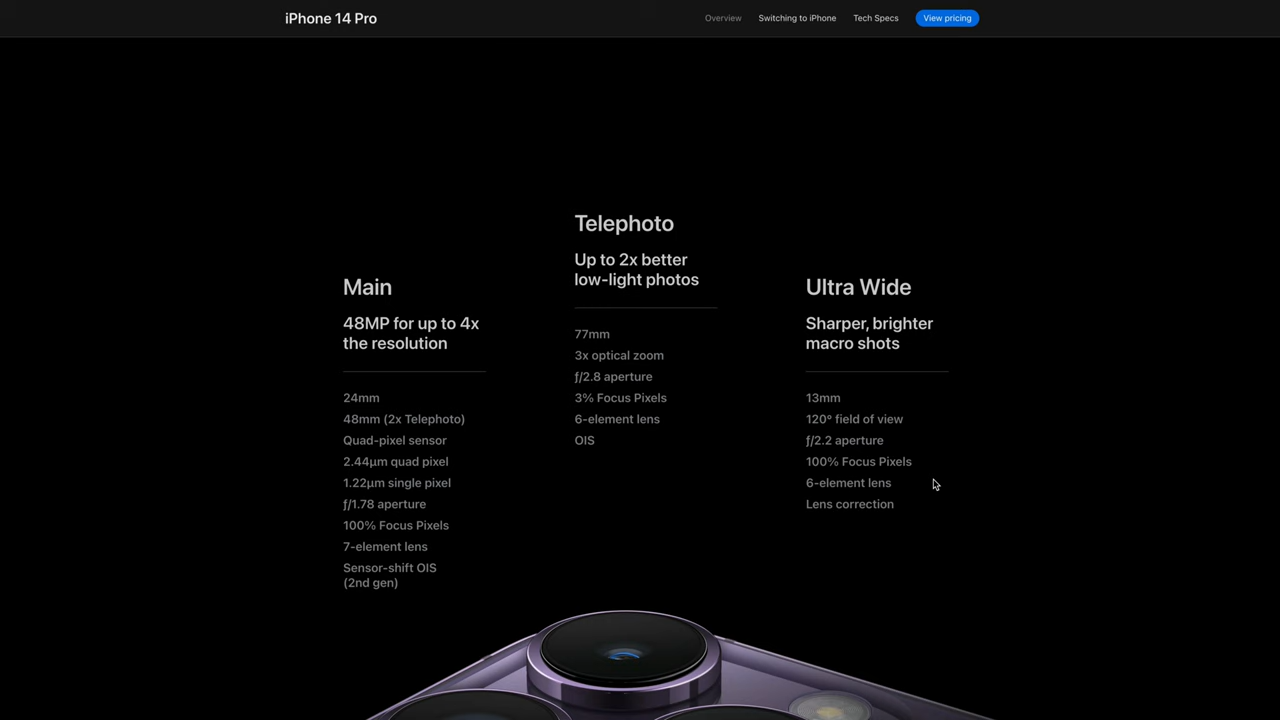 iPhone 14 Pro
Overview
Switching to iPhone
Tech Specs
View pricing
Main
48MP for up to 4x
the resolution
24mm
48mm (2x Telephoto)
Quad-pixel sensor
2.44µm quad pixel
1.22µm single pixel
ƒ/1.78 aperture
100% Focus Pixels
7-element lens
Sensor-shift OIS
(2nd gen)
Telephoto
Up to 2x better
low-light photos
77mm
3x optical zoom
ƒ/2.8 aperture
3% Focus Pixels
6-element lens
OIS
Ultra Wide
Sharper, brighter
macro shots
13mm
120º field of view
ƒ/2.2 aperture
100% Focus Pixels
6-element lens
Lens correction